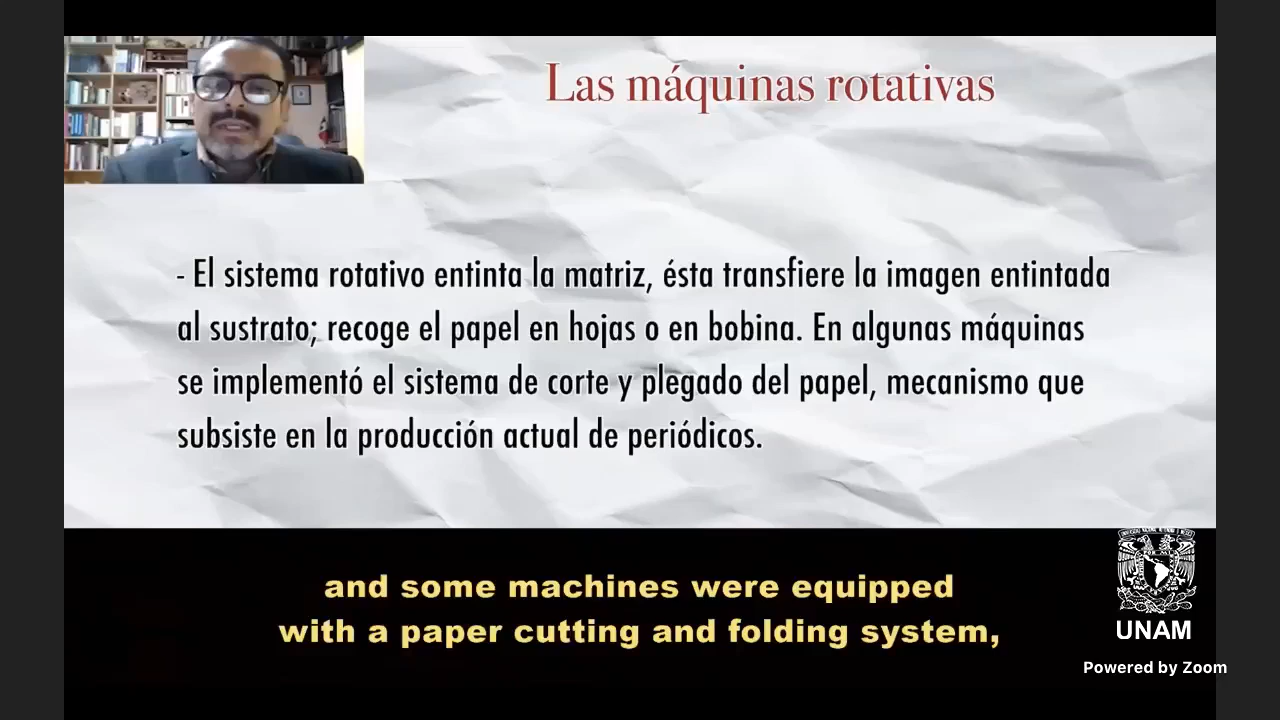 Las máquinas rotativas
- El sistema rotativo entinta la matriz, ésta transfiere la imagen entintada
al sustrato; recoge el papel en hojas o en bobina. En algunas máquinas
se implementó el sistema de corte y plegado del papel, mecanismo que
subsiste en la producción actual de periódicos.
and some machines were equipped
with a paper cutting and folding system,
UNAM
Powered by Zoom